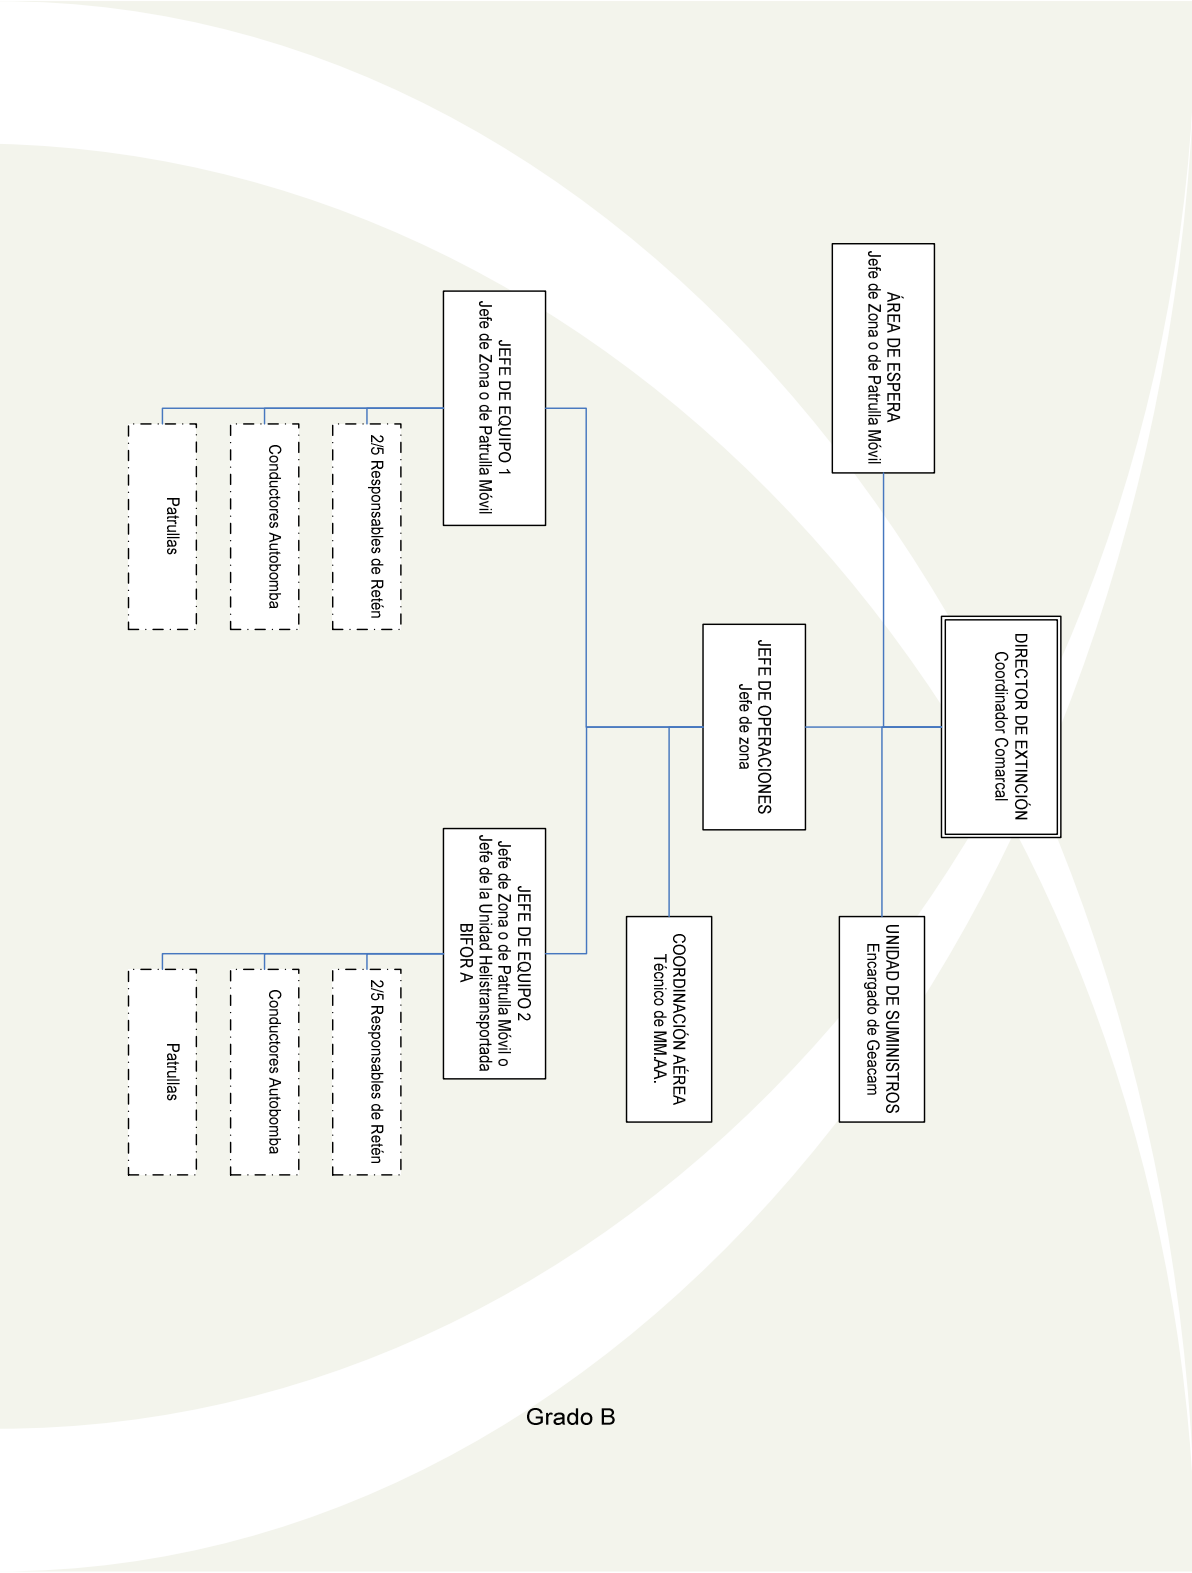 DIRECTOR DE EXTINCIÓN
Coordinador Comarcal
ÁREA DE ESPERA
Jefe de Zona o de Patrulla Móvil
UNIDAD DE SUMINISTROS
Encargado de Geacam
JEFE DE OPERACIONES
Jefe de zona
COORDINACIÓN AÉREA
Técnico de MM.AA.
JEFE DE EQUIPO 1
Jefe de Zona o de Patrulla Móvil
2/5 Responsables de Retén
Conductores Autobomba
Patrullas
JEFE DE EQUIPO 2
Jefe de Zona o de Patrulla Móvil o
Jefe de la Unidad Helistransportada
BIFOR A
2/5 Responsables de Retén
Conductores Autobomba
Patrullas
Grado B